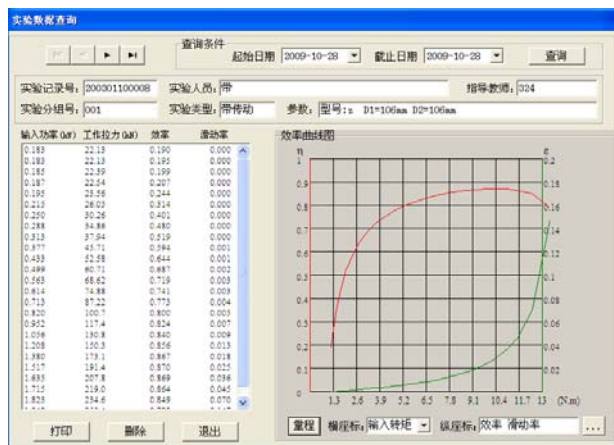 实验数据查询
查询条件
起始日期 2009-10-28 截止日期 2009-10-28 查询
实验记录号: 200301100008 实验人员: 带 指导教师: 324
实验分组号: 001 实验类型: 带传动 参数: 型号:z D1=106mm D2=106mm
输入功率(kW) 工作拉力(kN) 效率 滑动率
0.183 22.13 0.190 0.000
0.183 22.13 0.195 0.000
0.185 22.39 0.199 0.000
0.187 22.54 0.207 0.000
0.195 23.56 0.244 0.000
0.215 26.05 0.314 0.000
0.250 30.26 0.401 0.000
0.288 34.86 0.480 0.000
0.313 37.94 0.519 0.000
0.377 45.71 0.594 0.001
0.433 52.58 0.644 0.001
0.499 60.71 0.687 0.002
0.563 68.62 0.719 0.003
0.614 74.88 0.741 0.003
0.713 87.22 0.773 0.004
0.820 100.7 0.800 0.005
0.952 117.4 0.824 0.007
1.056 130.8 0.840 0.009
1.208 150.3 0.856 0.013
1.380 173.1 0.867 0.018
1.517 191.4 0.870 0.025
1.635 207.8 0.869 0.036
1.715 219.0 0.864 0.045
1.823 234.6 0.849 0.070
打印 删除 退出
效率曲线图
η ε
1 0.2
0.9
0.8 0.16
0.7 0.14
0.6 0.12
0.5 0.1
0.4 0.08
0.3 0.06
0.2 0.04
0.1 0.02
0
1.3 2.6 3.9 5.2 6.5 7.8 9.1 10.4 11.7 13 (N.m)
量程 横座标: 输入转矩 纵座标: 效率 滑动率 ...